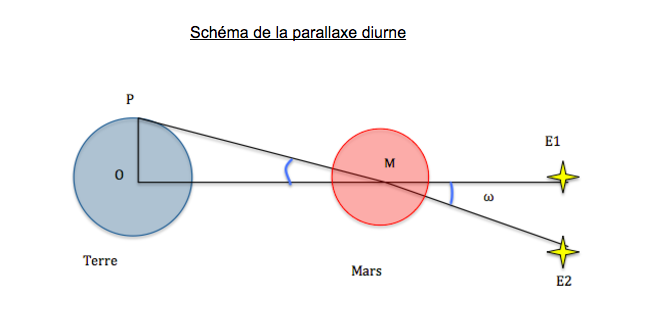 Schéma de la parallaxe diurne
P
E1
M
O
ω
Terre
Mars
E2